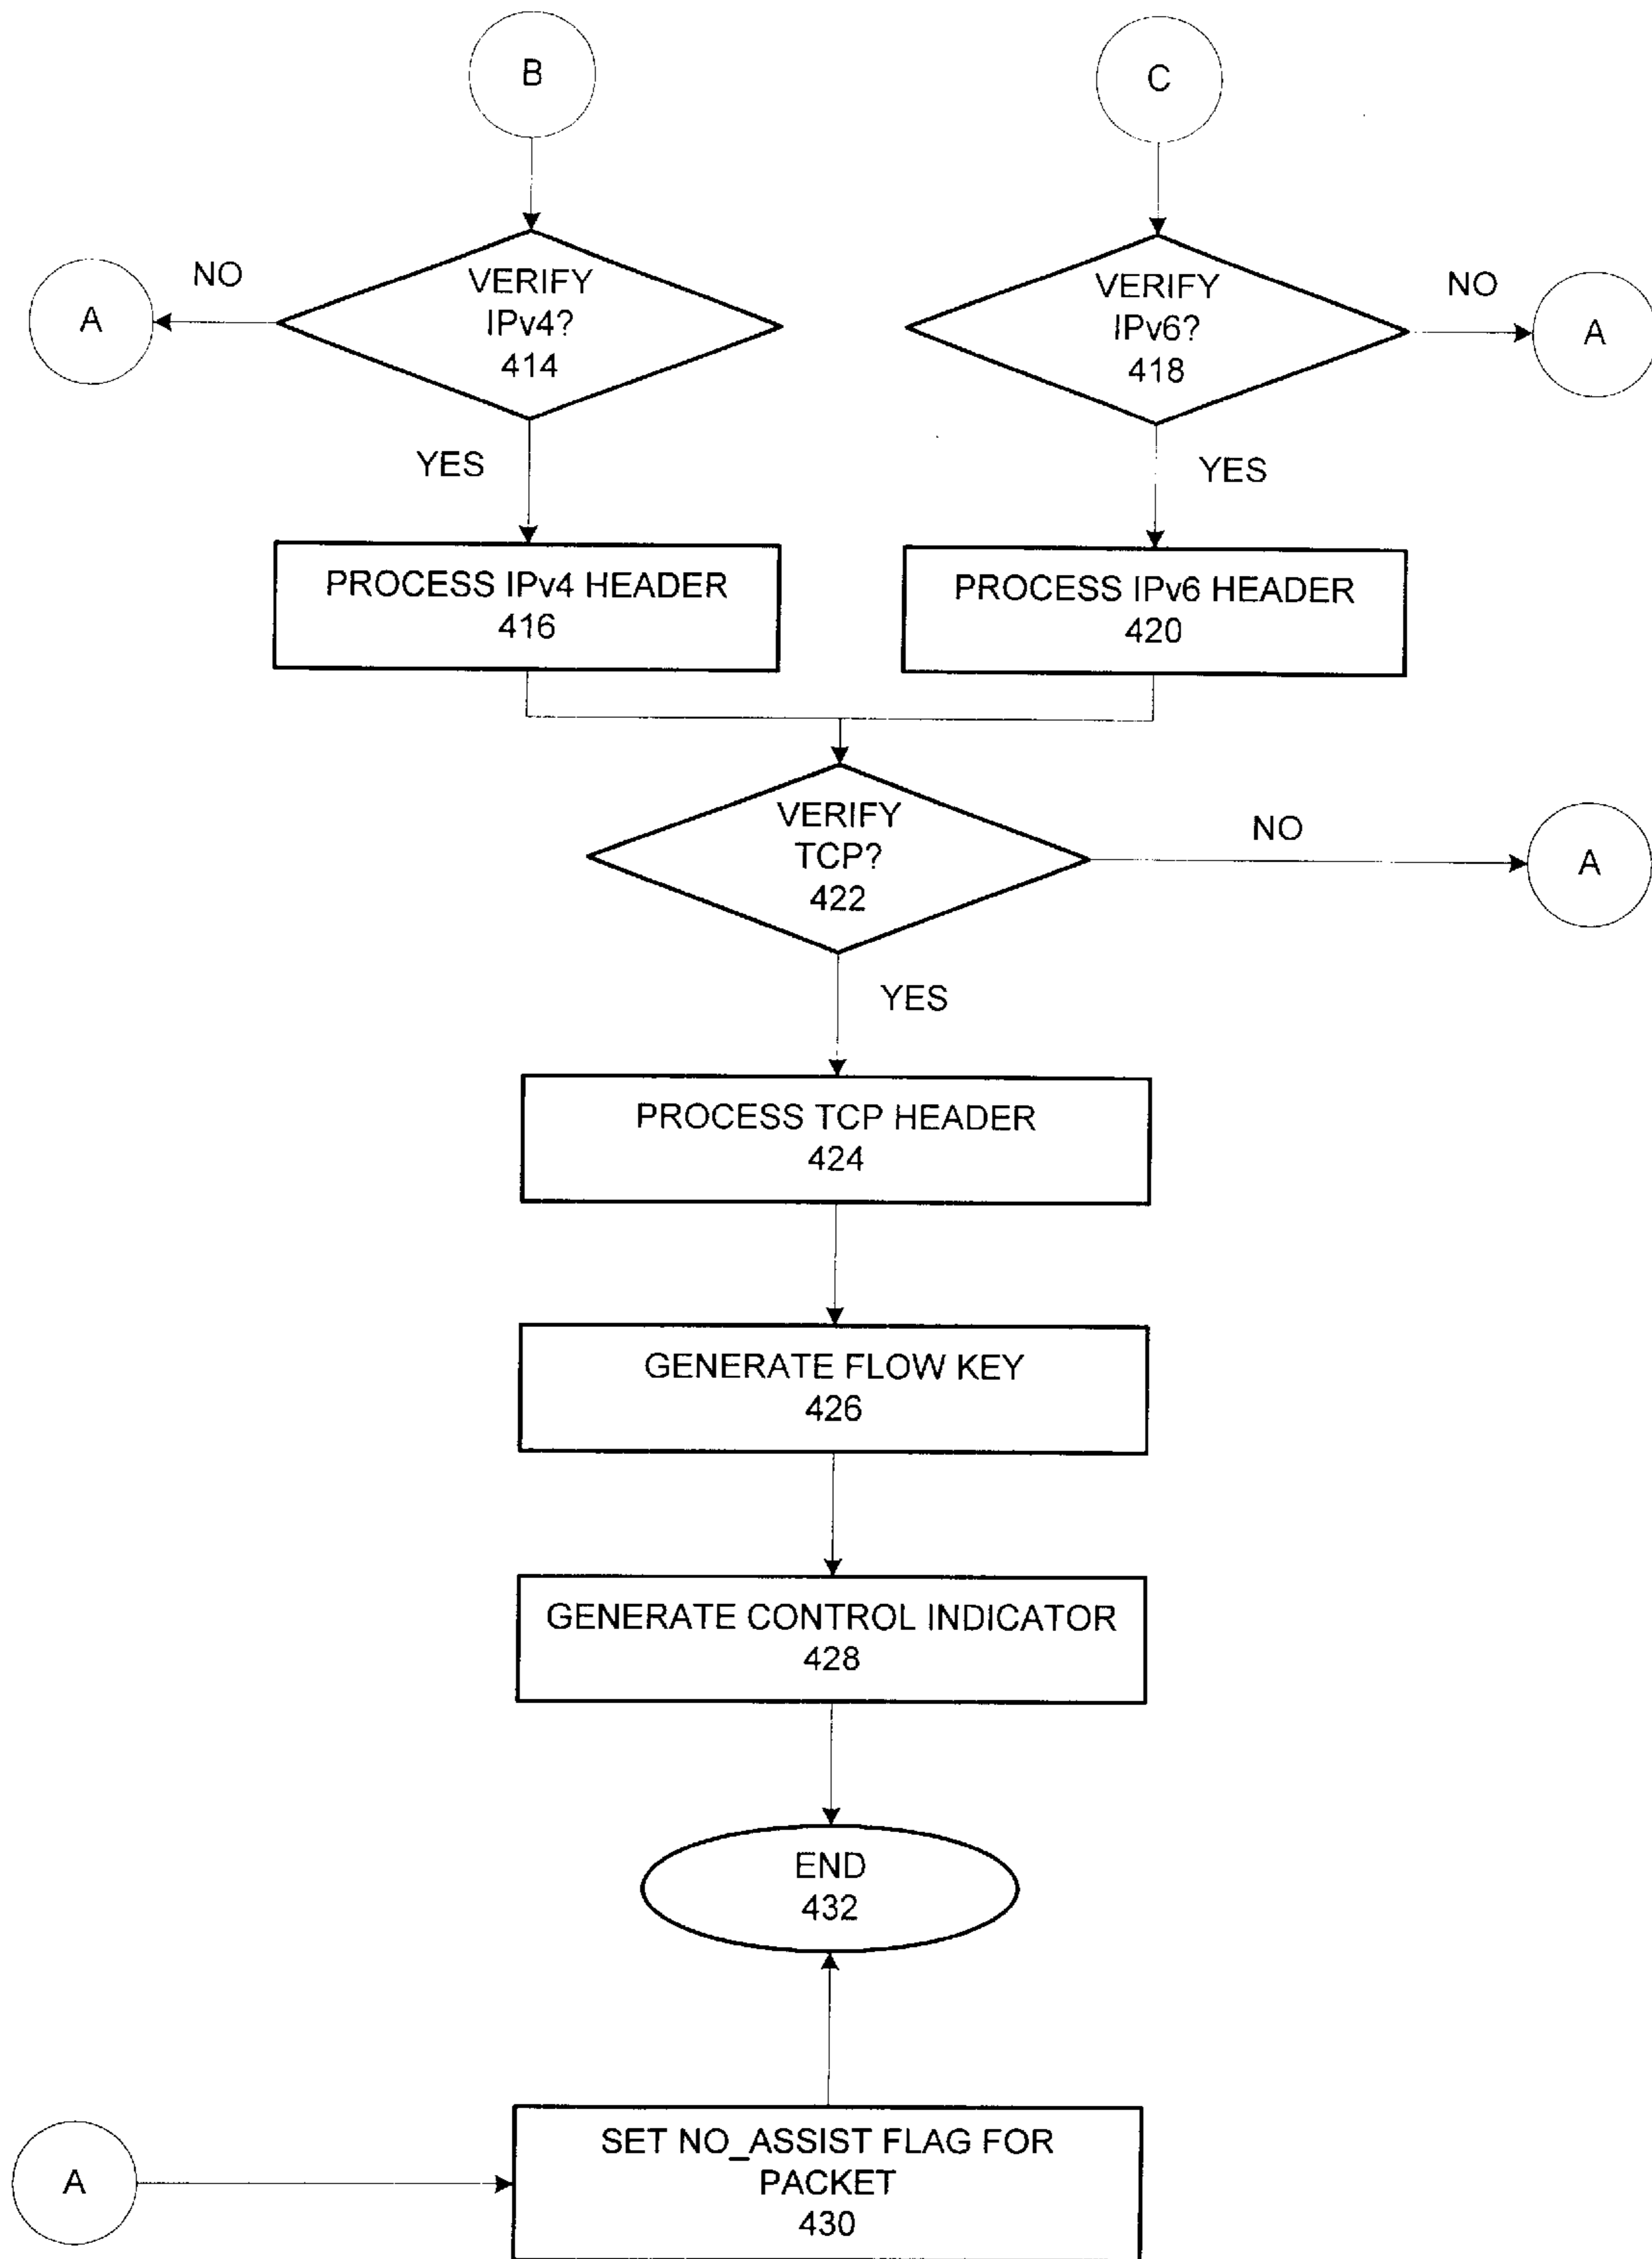 B
C
VERIFY
IPv4?
414
NO
A
VERIFY
IPv6?
418
NO
A
YES
YES
PROCESS IPv4 HEADER
416
PROCESS IPv6 HEADER
420
VERIFY
TCP?
422
NO
A
YES
PROCESS TCP HEADER
424
GENERATE FLOW KEY
426
GENERATE CONTROL INDICATOR
428
END
432
A
SET NO_ASSIST FLAG FOR
PACKET
430